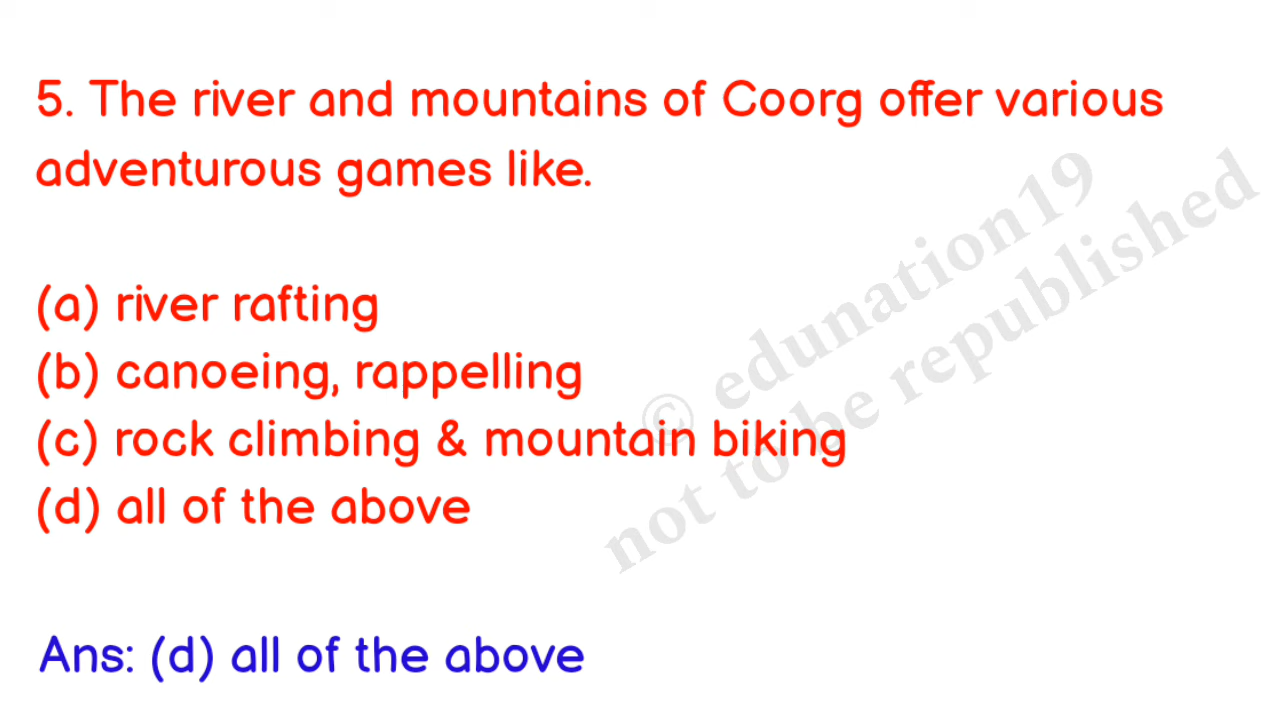 5. The river and mountains of Coorg offer various
adventurous games like.
(a) river rafting
(b) canoeing, rappelling
(c) rock climbing & mountain biking
(d) all of the above
Ans: (d) all of the above
© edunation19
not to be republished